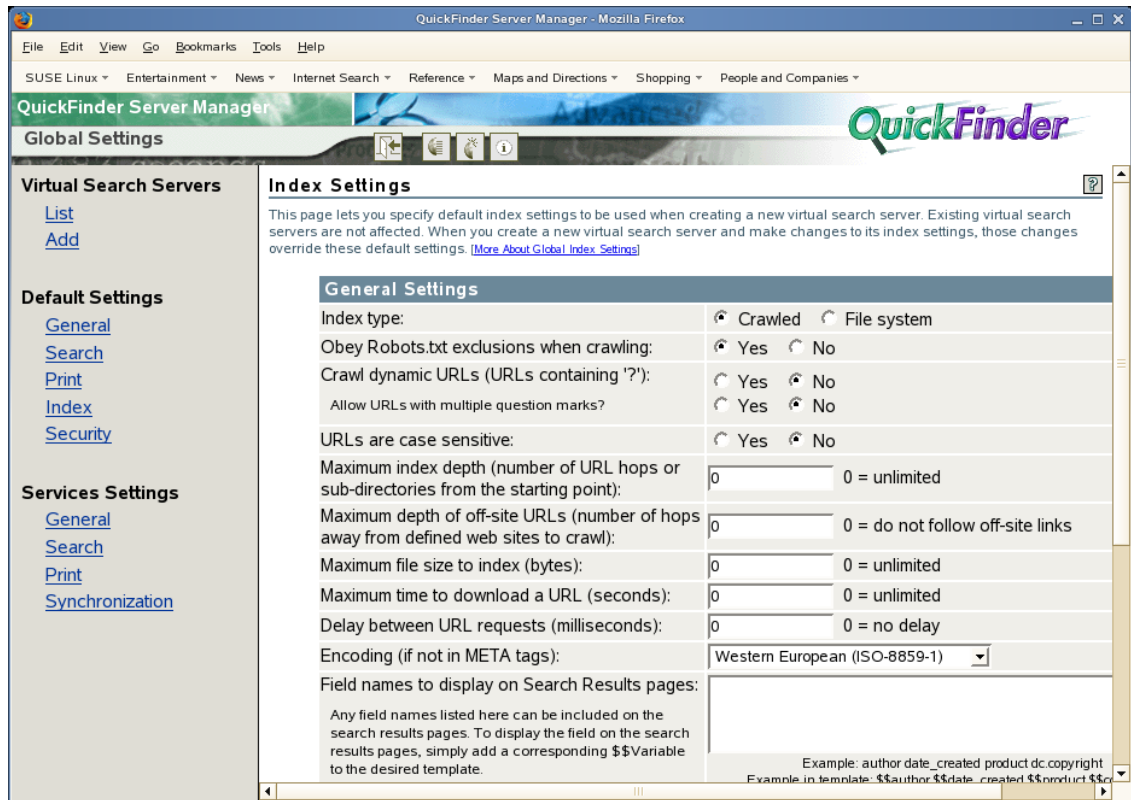 QuickFinder Server Manager - Mozilla Firefox
File Edit View Go Bookmarks Tools Help
SUSE Linux Entertainment News Internet Search Reference Maps and Directions Shopping People and Companies
QuickFinder Server Manager
QuickFinder
Global Settings
Virtual Search Servers
List
Add
Default Settings
General
Search
Print
Index
Security
Services Settings
General
Search
Print
Synchronization
Index Settings
This page lets you specify default index settings to be used when creating a new virtual search server. Existing virtual search
servers are not affected. When you create a new virtual search server and make changes to its index settings, those changes
override these default settings. [More About Global Index Settings]
General Settings
Index type: Crawled File system
Obey Robots.txt exclusions when crawling: Yes No
Crawl dynamic URLs (URLs containing '?'): Yes No
Allow URLs with multiple question marks? Yes No
URLs are case sensitive: Yes No
Maximum index depth (number of URL hops or
sub-directories from the starting point): 0 0 = unlimited
Maximum depth of off-site URLs (number of hops
away from defined web sites to crawl): 0 0 = do not follow off-site links
Maximum file size to index (bytes): 0 0 = unlimited
Maximum time to download a URL (seconds): 0 0 = unlimited
Delay between URL requests (milliseconds): 0 0 = no delay
Encoding (if not in META tags): Western European (ISO-8859-1)
Field names to display on Search Results pages:
Any field names listed here can be included on the
search results pages. To display the field on the search
results pages, simply add a corresponding $$Variable
to the desired template.
Example: author date_created product dc.copyright
Example in template: $$author $$date_created $$product